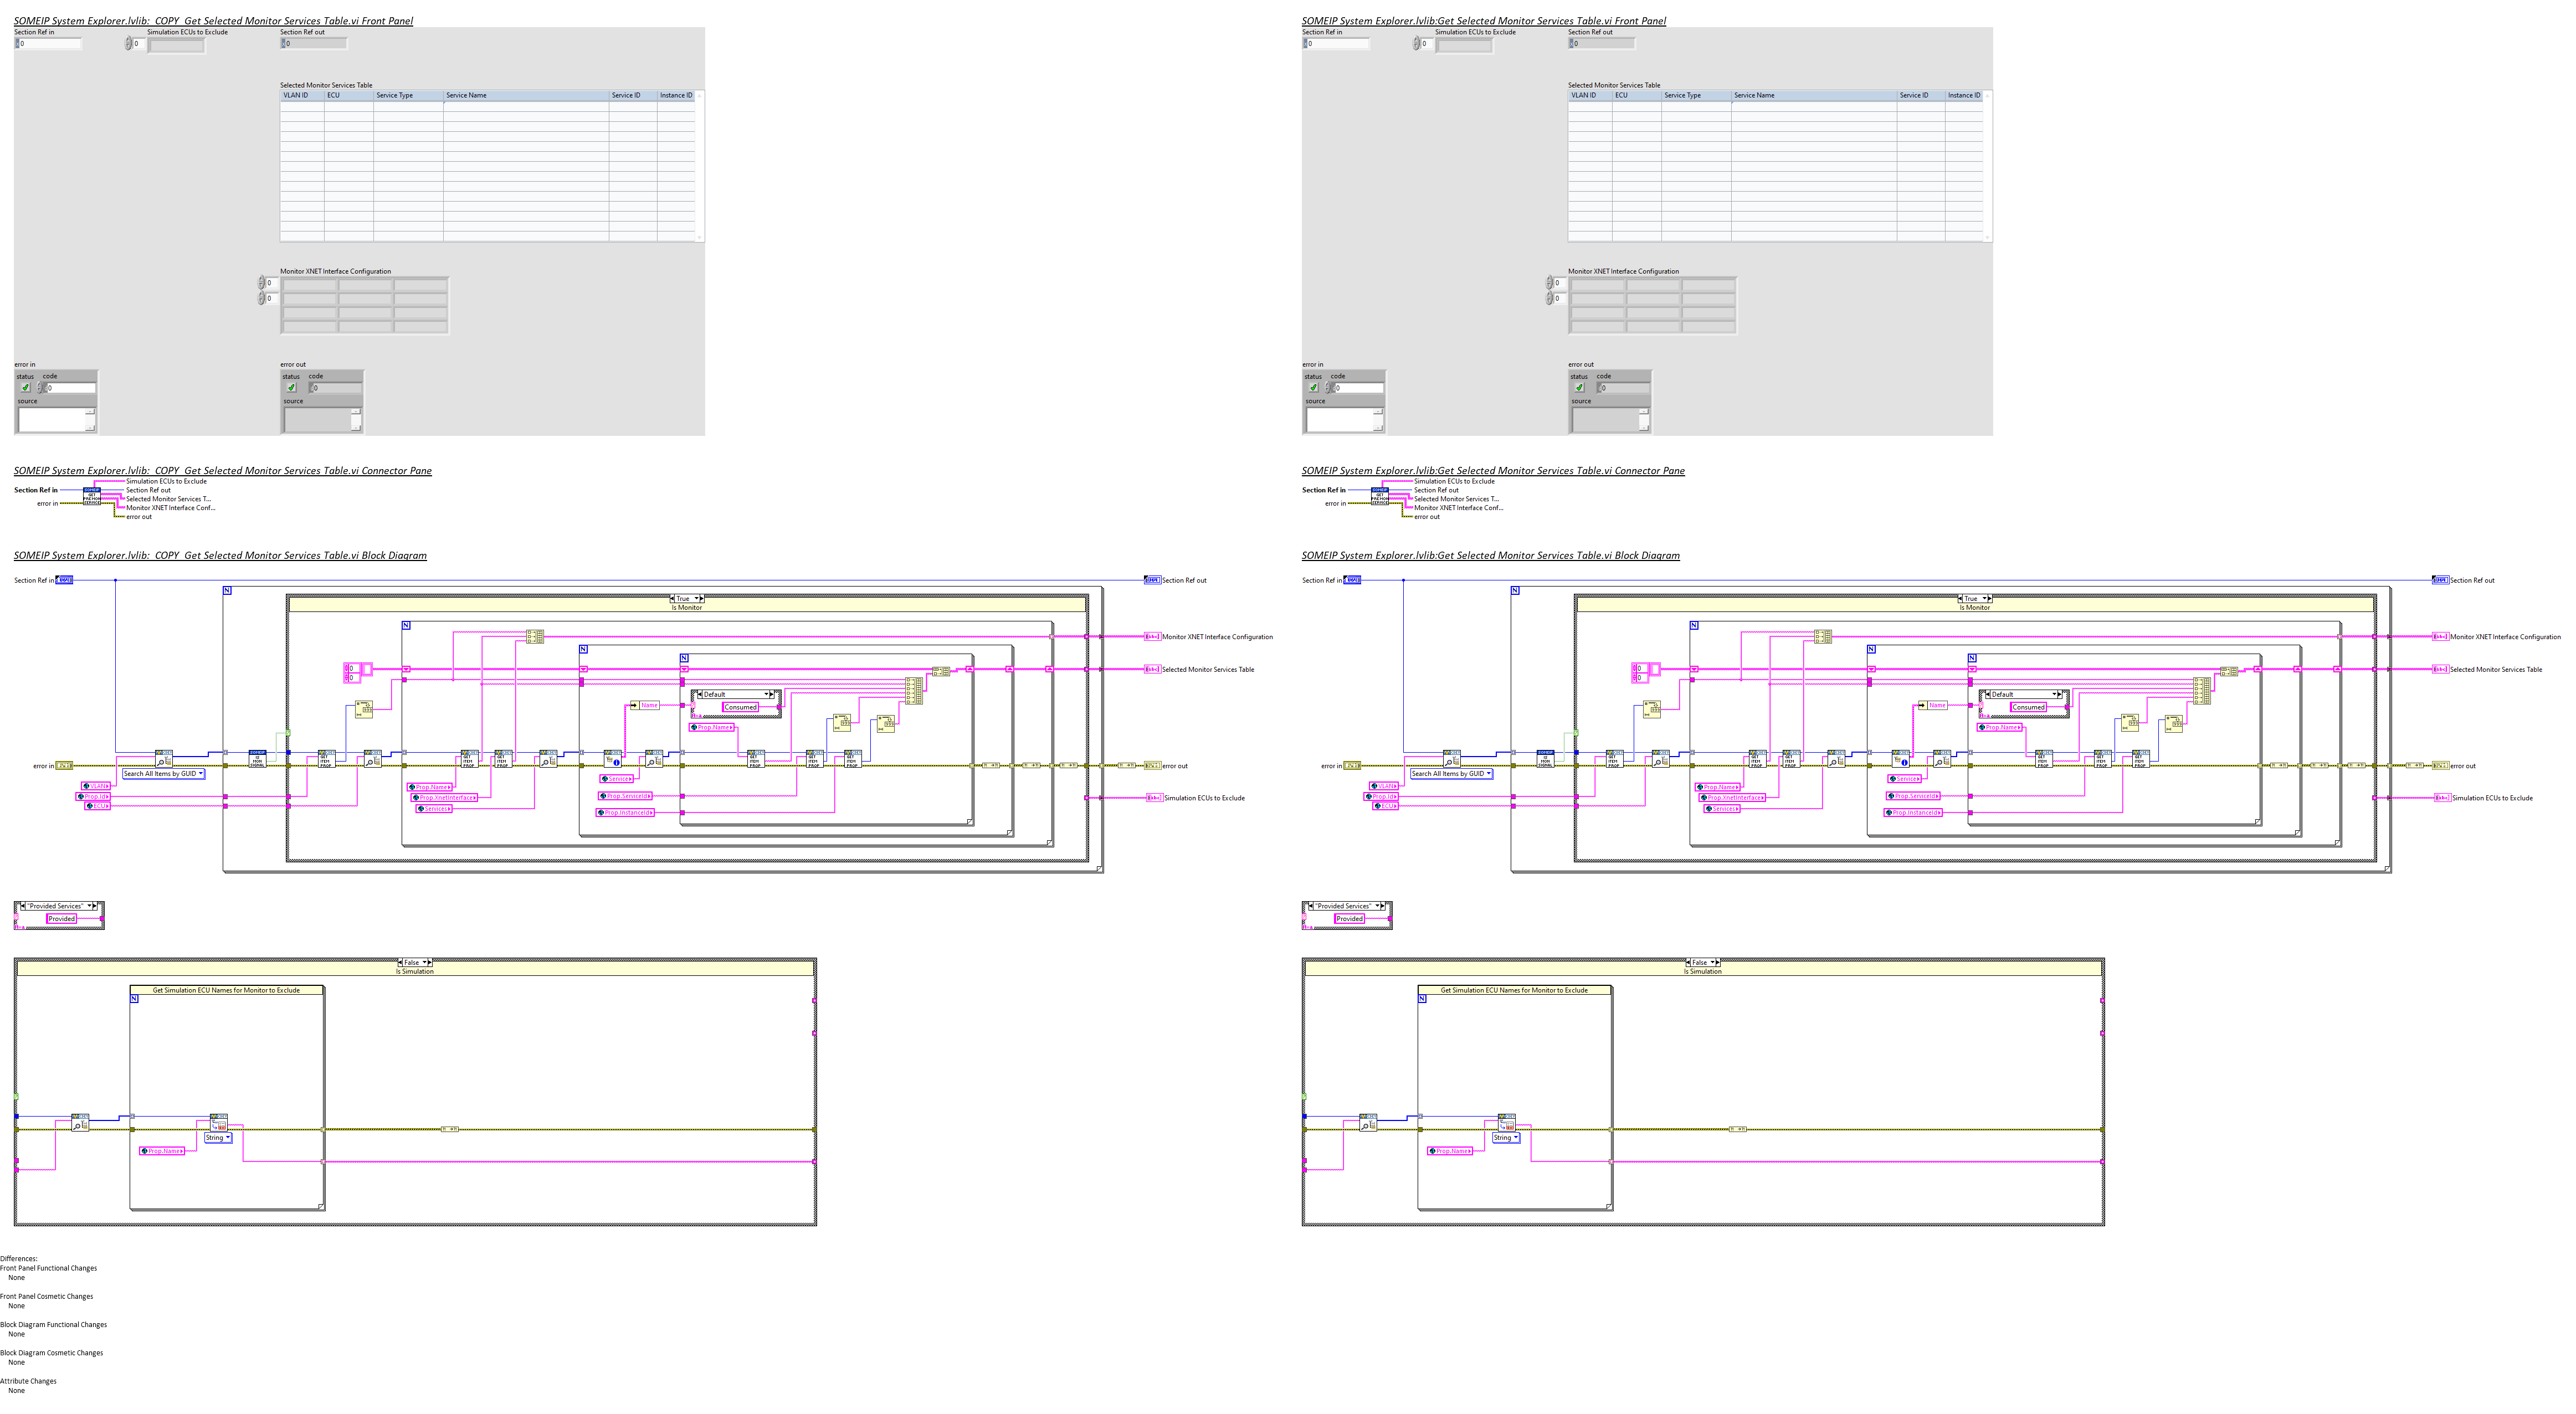 SOMEIP System Explorer.lvlib:_COPY_Get Selected Monitor Services Table.vi Front Panel
Section Ref in
0
0
Simulation ECUs to Exclude
Section Ref out
0
Selected Monitor Services Table
VLAN ID ECU Service Type Service Name Service ID Instance ID
Monitor XNET Interface Configuration
0
0
error in
status code
0
source
error out
status code
0
source
SOMEIP System Explorer.lvlib:_COPY_Get Selected Monitor Services Table.vi Connector Pane
Simulation ECUs to Exclude
Section Ref in
Section Ref out
Selected Monitor Services T...
error in
Monitor XNET Interface Conf...
error out
SOMEIP System Explorer.lvlib:_COPY_Get Selected Monitor Services Table.vi Block Diagram
Section Ref in
Section Ref out
N
True
Is Monitor
N
Monitor XNET Interface Configuration
N
N
0
0
Selected Monitor Services Table
Default
Consumed
Name
Prop.Name
error in
error out
Search All Items by GUID
Service
VLAN
Prop.Id
ECU
Prop.Name
Prop.XnetInterface
Services
Prop.ServiceId
Prop.InstanceId
Simulation ECUs to Exclude
"Provided Services"
Provided
False
Is Simulation
Get Simulation ECU Names for Monitor to Exclude
N
String
Prop.Name
Differences:
Front Panel Functional Changes
None
Front Panel Cosmetic Changes
None
Block Diagram Functional Changes
None
Block Diagram Cosmetic Changes
None
Attribute Changes
None
SOMEIP System Explorer.lvlib:Get Selected Monitor Services Table.vi Front Panel
Section Ref in
0
0
Simulation ECUs to Exclude
Section Ref out
0
Selected Monitor Services Table
VLAN ID ECU Service Type Service Name Service ID Instance ID
Monitor XNET Interface Configuration
0
0
error in
status code
0
source
error out
status code
0
source
SOMEIP System Explorer.lvlib:Get Selected Monitor Services Table.vi Connector Pane
Simulation ECUs to Exclude
Section Ref in
Section Ref out
Selected Monitor Services T...
error in
Monitor XNET Interface Conf...
error out
SOMEIP System Explorer.lvlib:Get Selected Monitor Services Table.vi Block Diagram
Section Ref in
Section Ref out
N
True
Is Monitor
N
Monitor XNET Interface Configuration
N
N
0
0
Selected Monitor Services Table
Default
Consumed
Name
Prop.Name
error in
error out
Search All Items by GUID
Service
VLAN
Prop.Id
ECU
Prop.Name
Prop.XnetInterface
Services
Prop.ServiceId
Prop.InstanceId
Simulation ECUs to Exclude
"Provided Services"
Provided
False
Is Simulation
Get Simulation ECU Names for Monitor to Exclude
N
String
Prop.Name